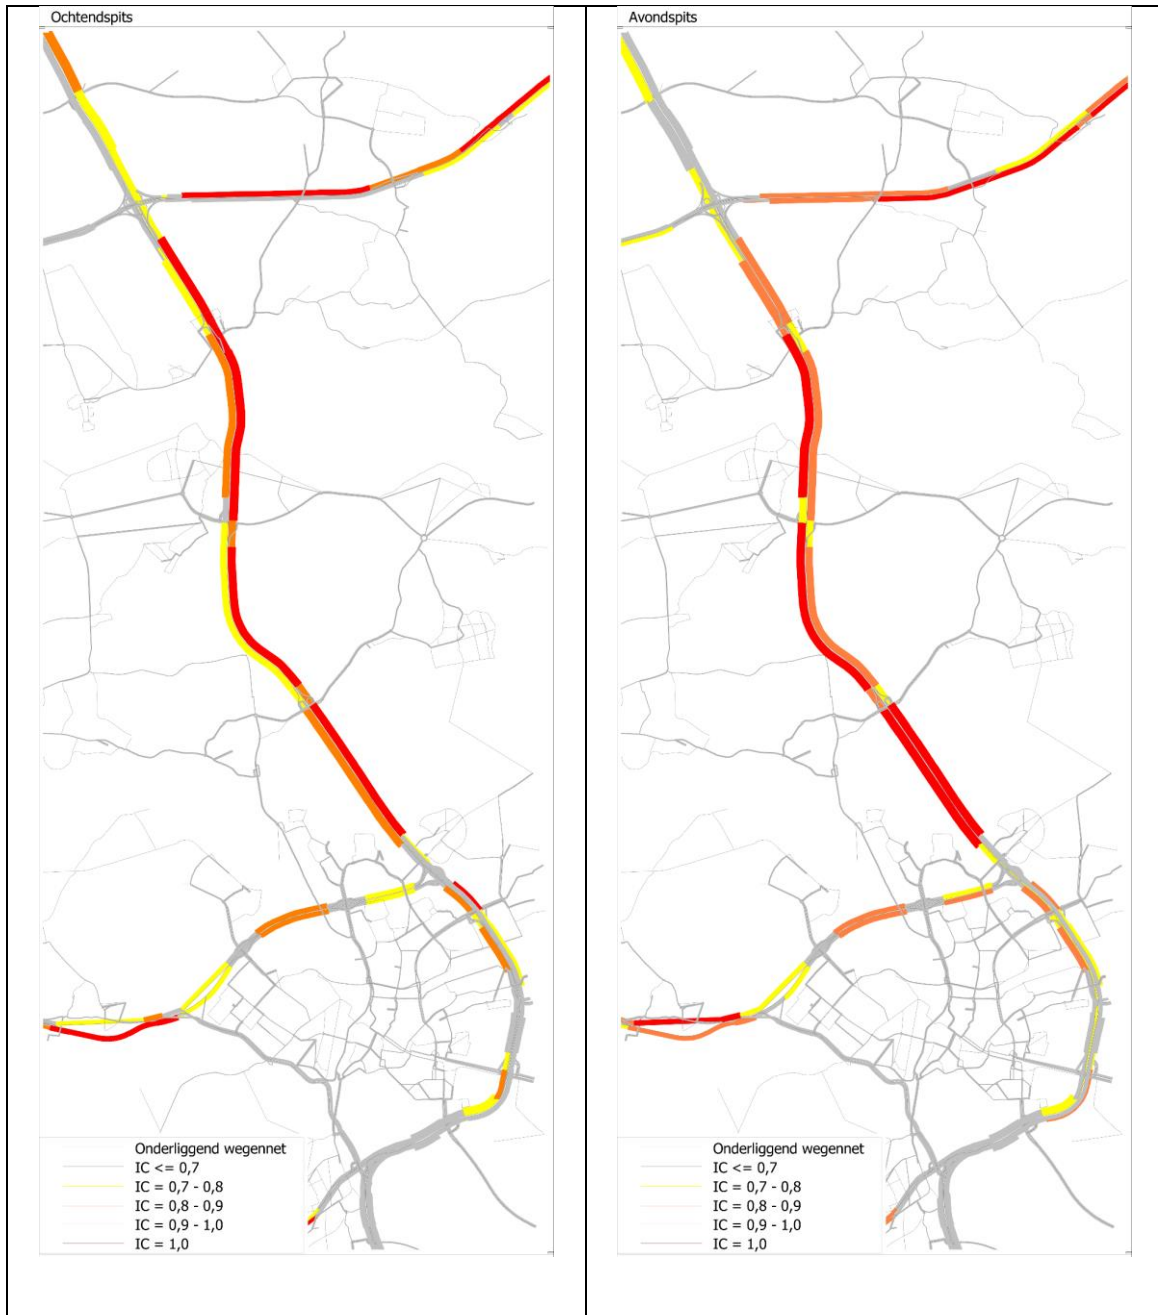 Ochtendspits
Onderliggend wegennet
IC <= 0,7
IC = 0,7 - 0,8
IC = 0,8 - 0,9
IC = 0,9 - 1,0
IC = 1,0
Avondspits
Onderliggend wegennet
IC <= 0,7
IC = 0,7 - 0,8
IC = 0,8 - 0,9
IC = 0,9 - 1,0
IC = 1,0